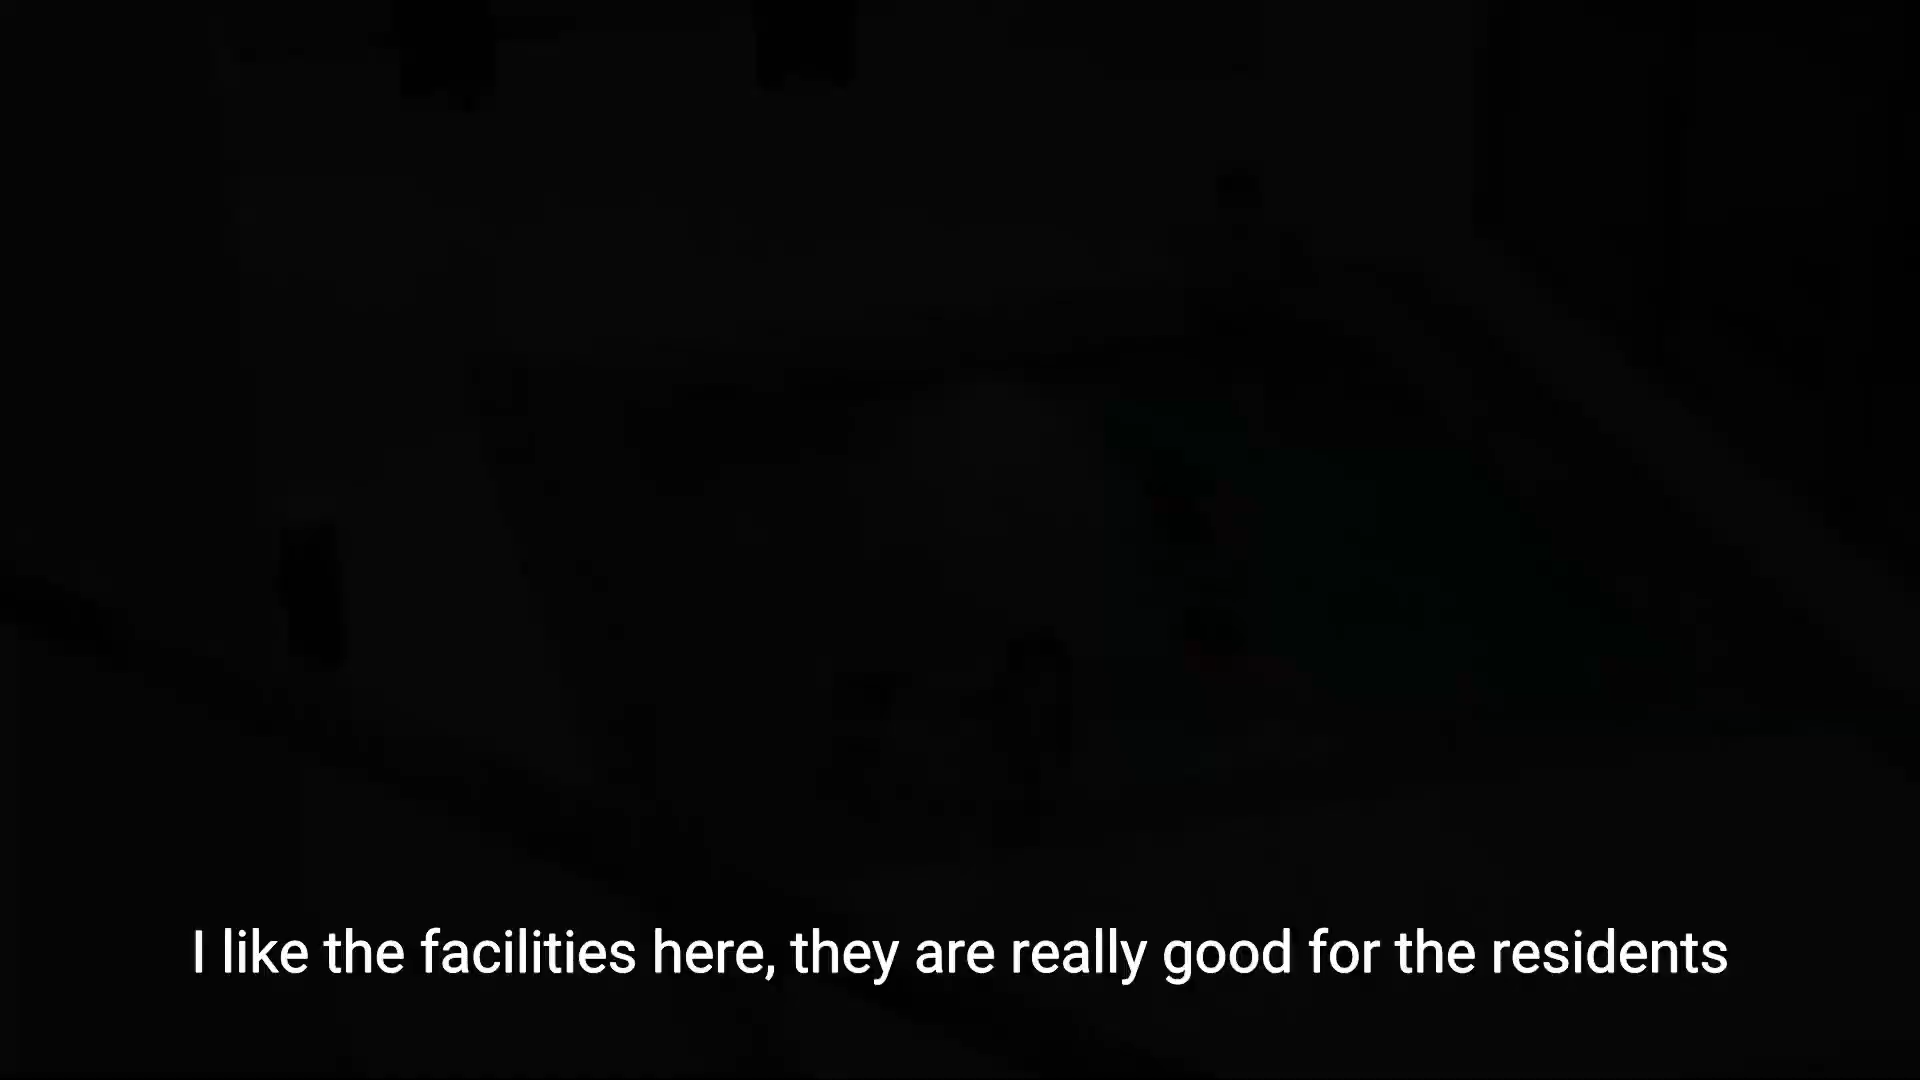 I like the facilities here, they are really good for the residents